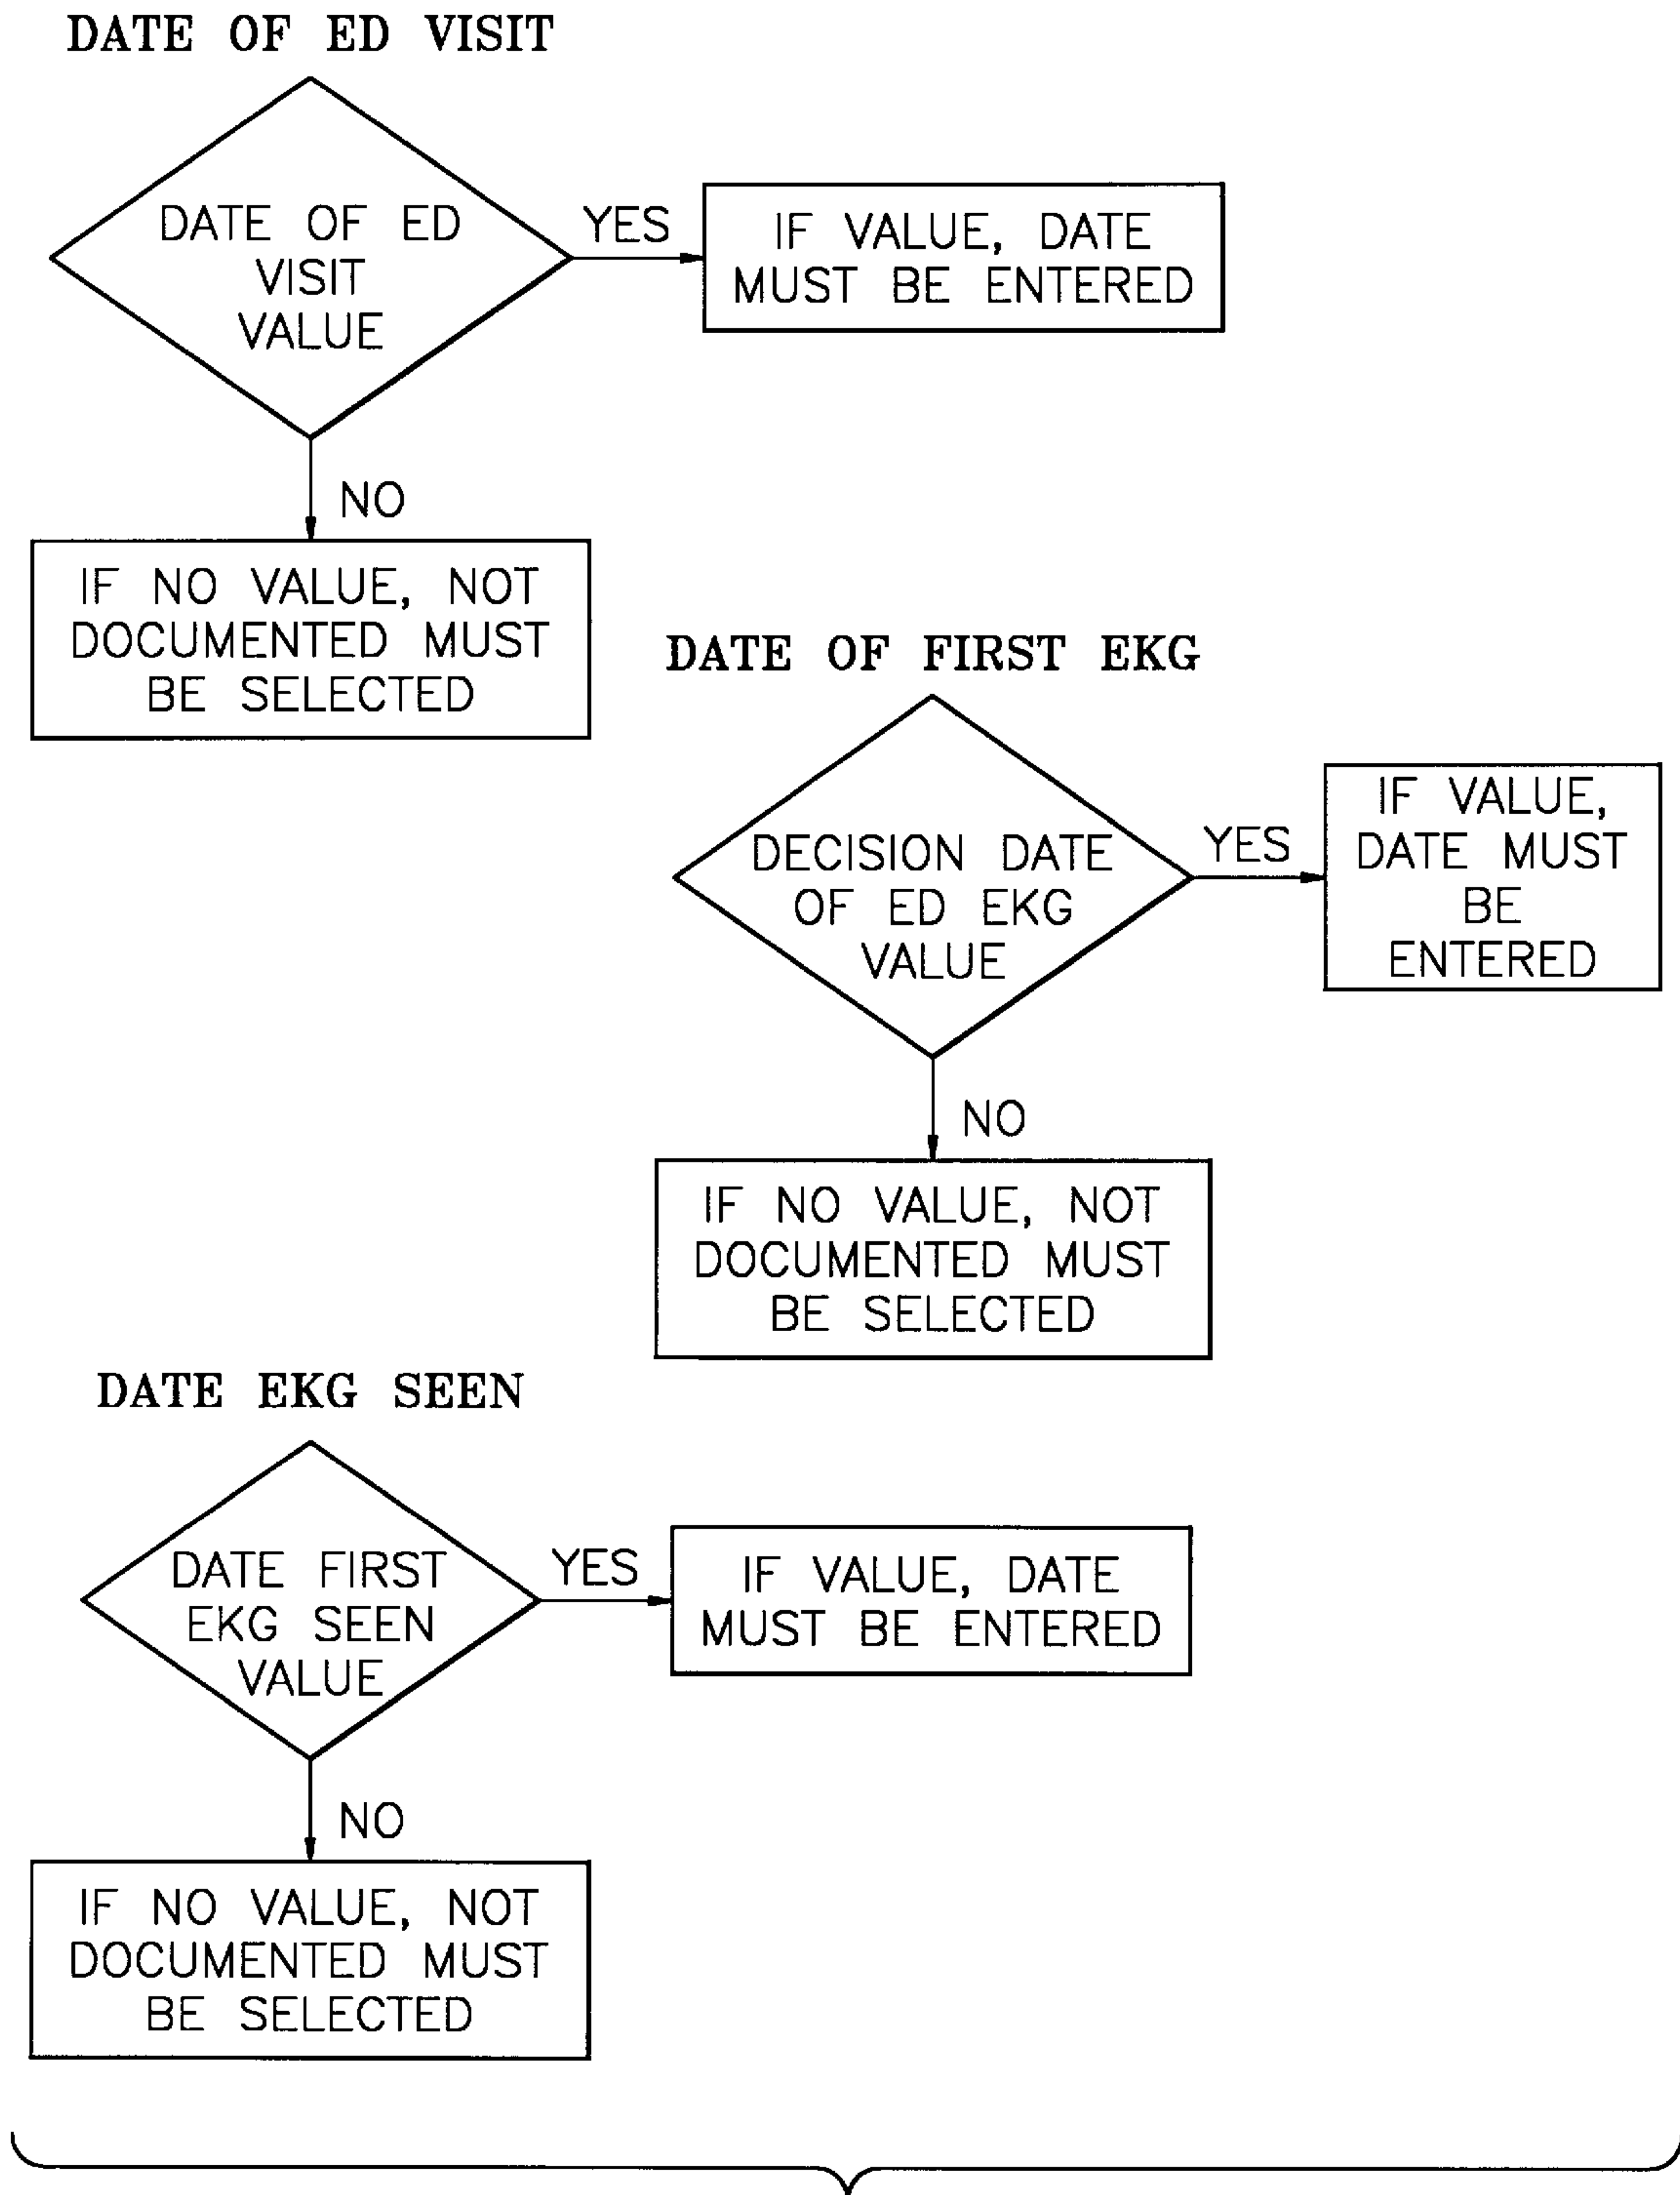 DATE OF ED VISIT
DATE OF ED
VISIT
VALUE
YES
IF VALUE, DATE
MUST BE ENTERED
NO
IF NO VALUE, NOT
DOCUMENTED MUST
BE SELECTED
DATE OF FIRST EKG
DECISION DATE
OF ED EKG
VALUE
YES
IF VALUE,
DATE MUST
BE
ENTERED
NO
IF NO VALUE, NOT
DOCUMENTED MUST
BE SELECTED
DATE EKG SEEN
DATE FIRST
EKG SEEN
VALUE
YES
IF VALUE, DATE
MUST BE ENTERED
NO
IF NO VALUE, NOT
DOCUMENTED MUST
BE SELECTED